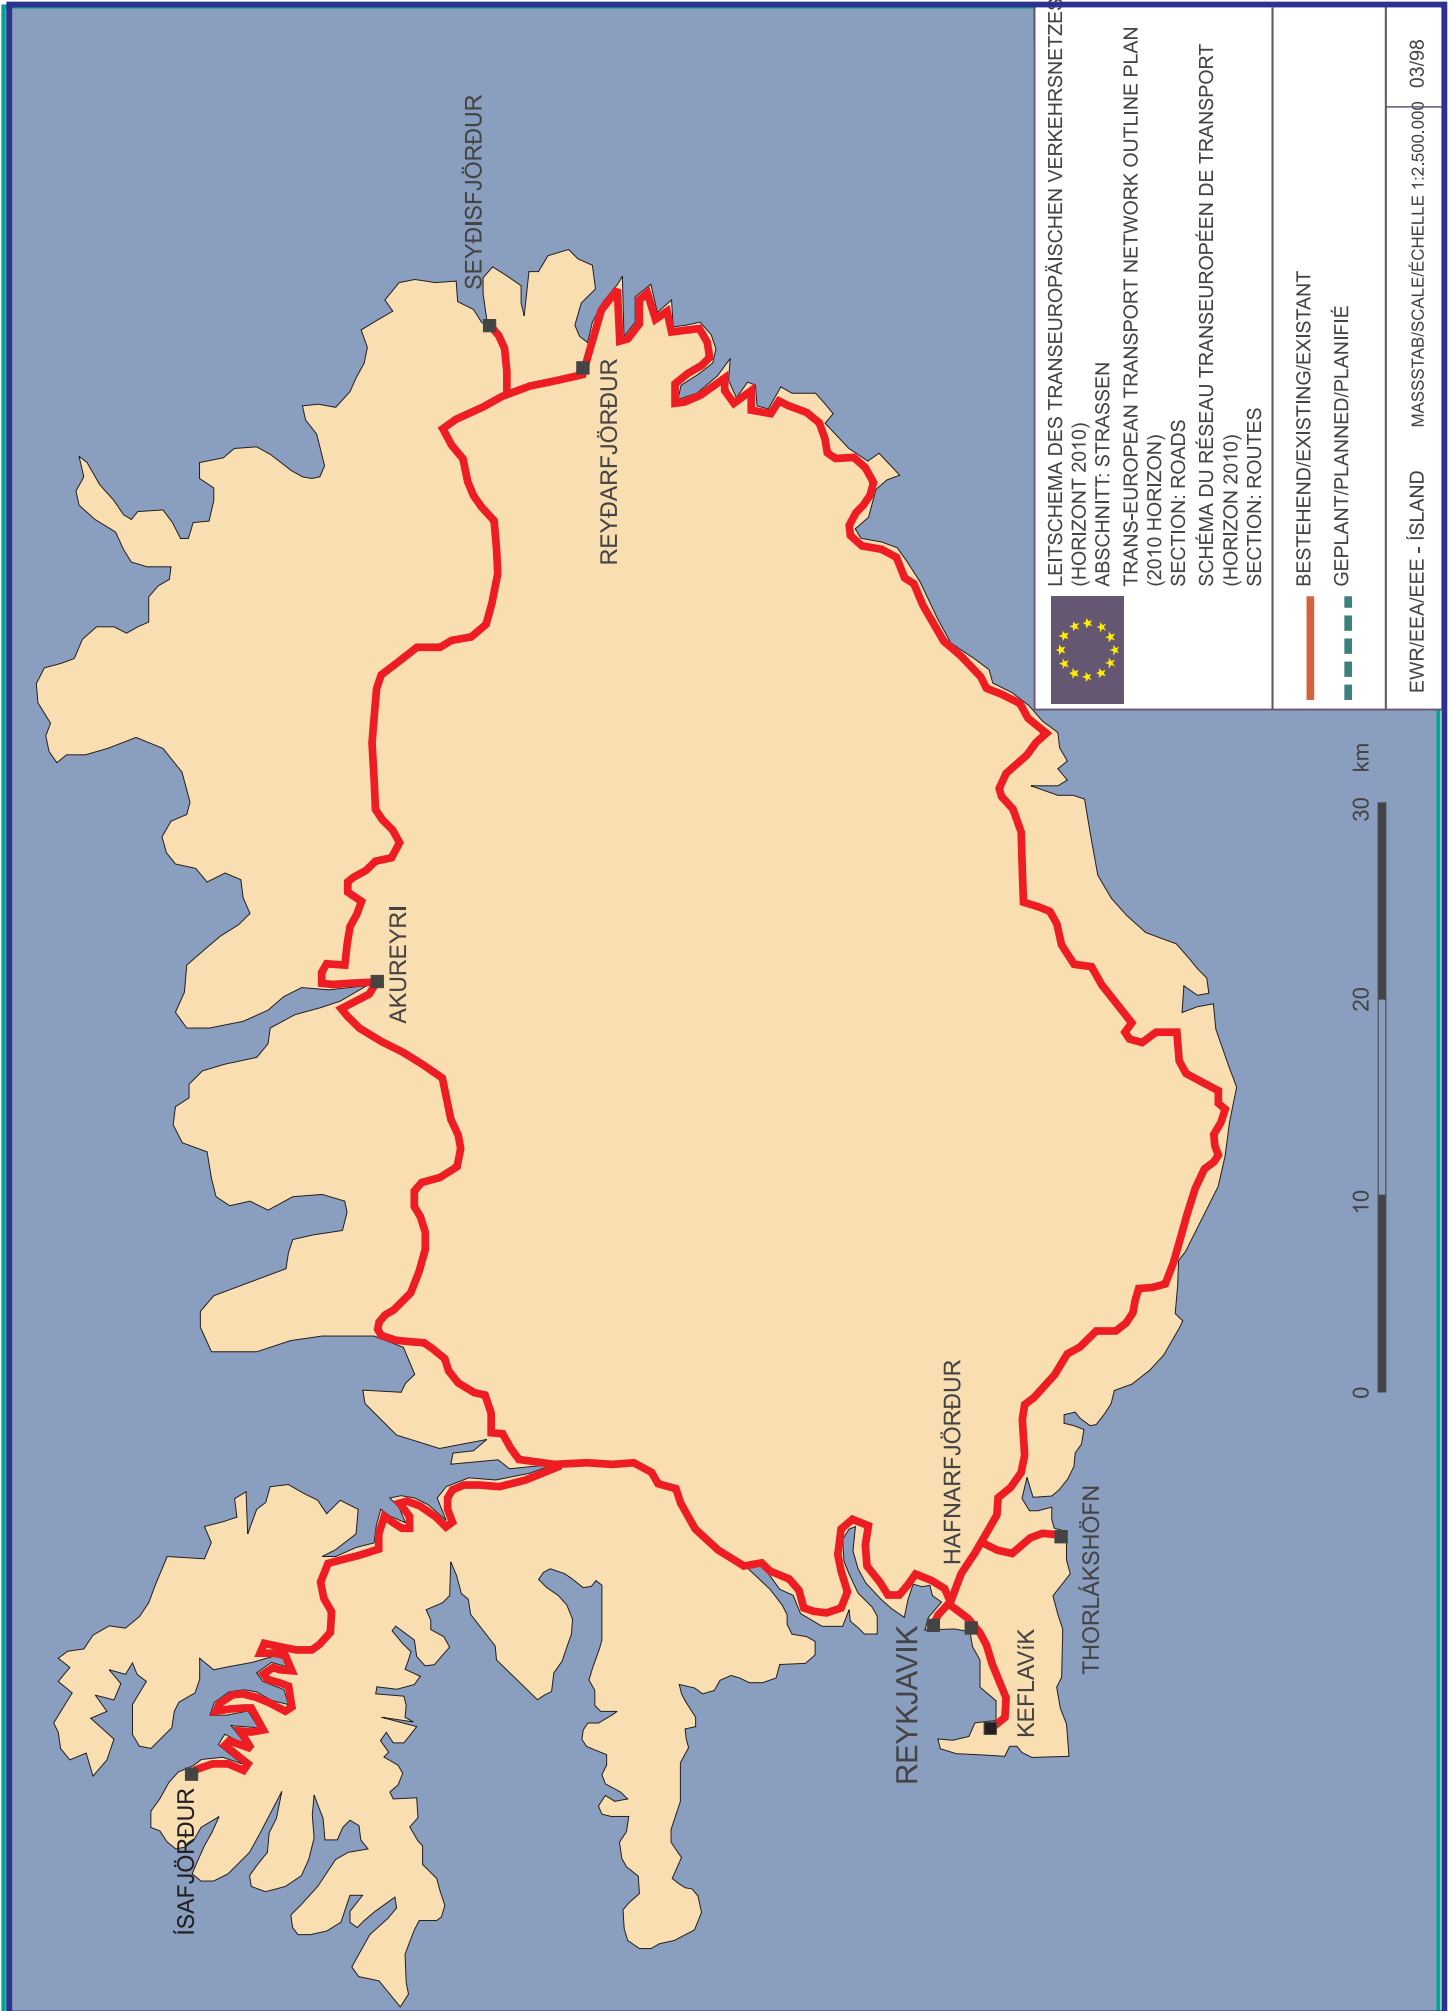 SEYÐISFJÖRÐUR
REYÐARFJÖRÐUR
AKUREYRI
HAFNARFJÖRÐUR
THORLÁKSHÖFN
REYKJAVIK
KEFLAVíK
ÍSAFJÖRÐUR
LEITSCHEMA DES TRANSEUROPÄISCHEN VERKEHRSNETZES
(HORIZONT 2010)
ABSCHNITT: STRASSEN
TRANS-EUROPEAN TRANSPORT NETWORK OUTLINE PLAN
(2010 HORIZON)
SECTION: ROADS
SCHÉMA DU RÉSEAU TRANSEUROPÉEN DE TRANSPORT
(HORIZON 2010)
SECTION: ROUTES
BESTEHEND/EXISTING/EXISTANT
GEPLANT/PLANNED/PLANIFIÉ
EWR/EEA/EEE - ÍSLAND MASSSTAB/SCALE/ÉCHELLE 1:2.500.000 03/98
0 10 20 30 km